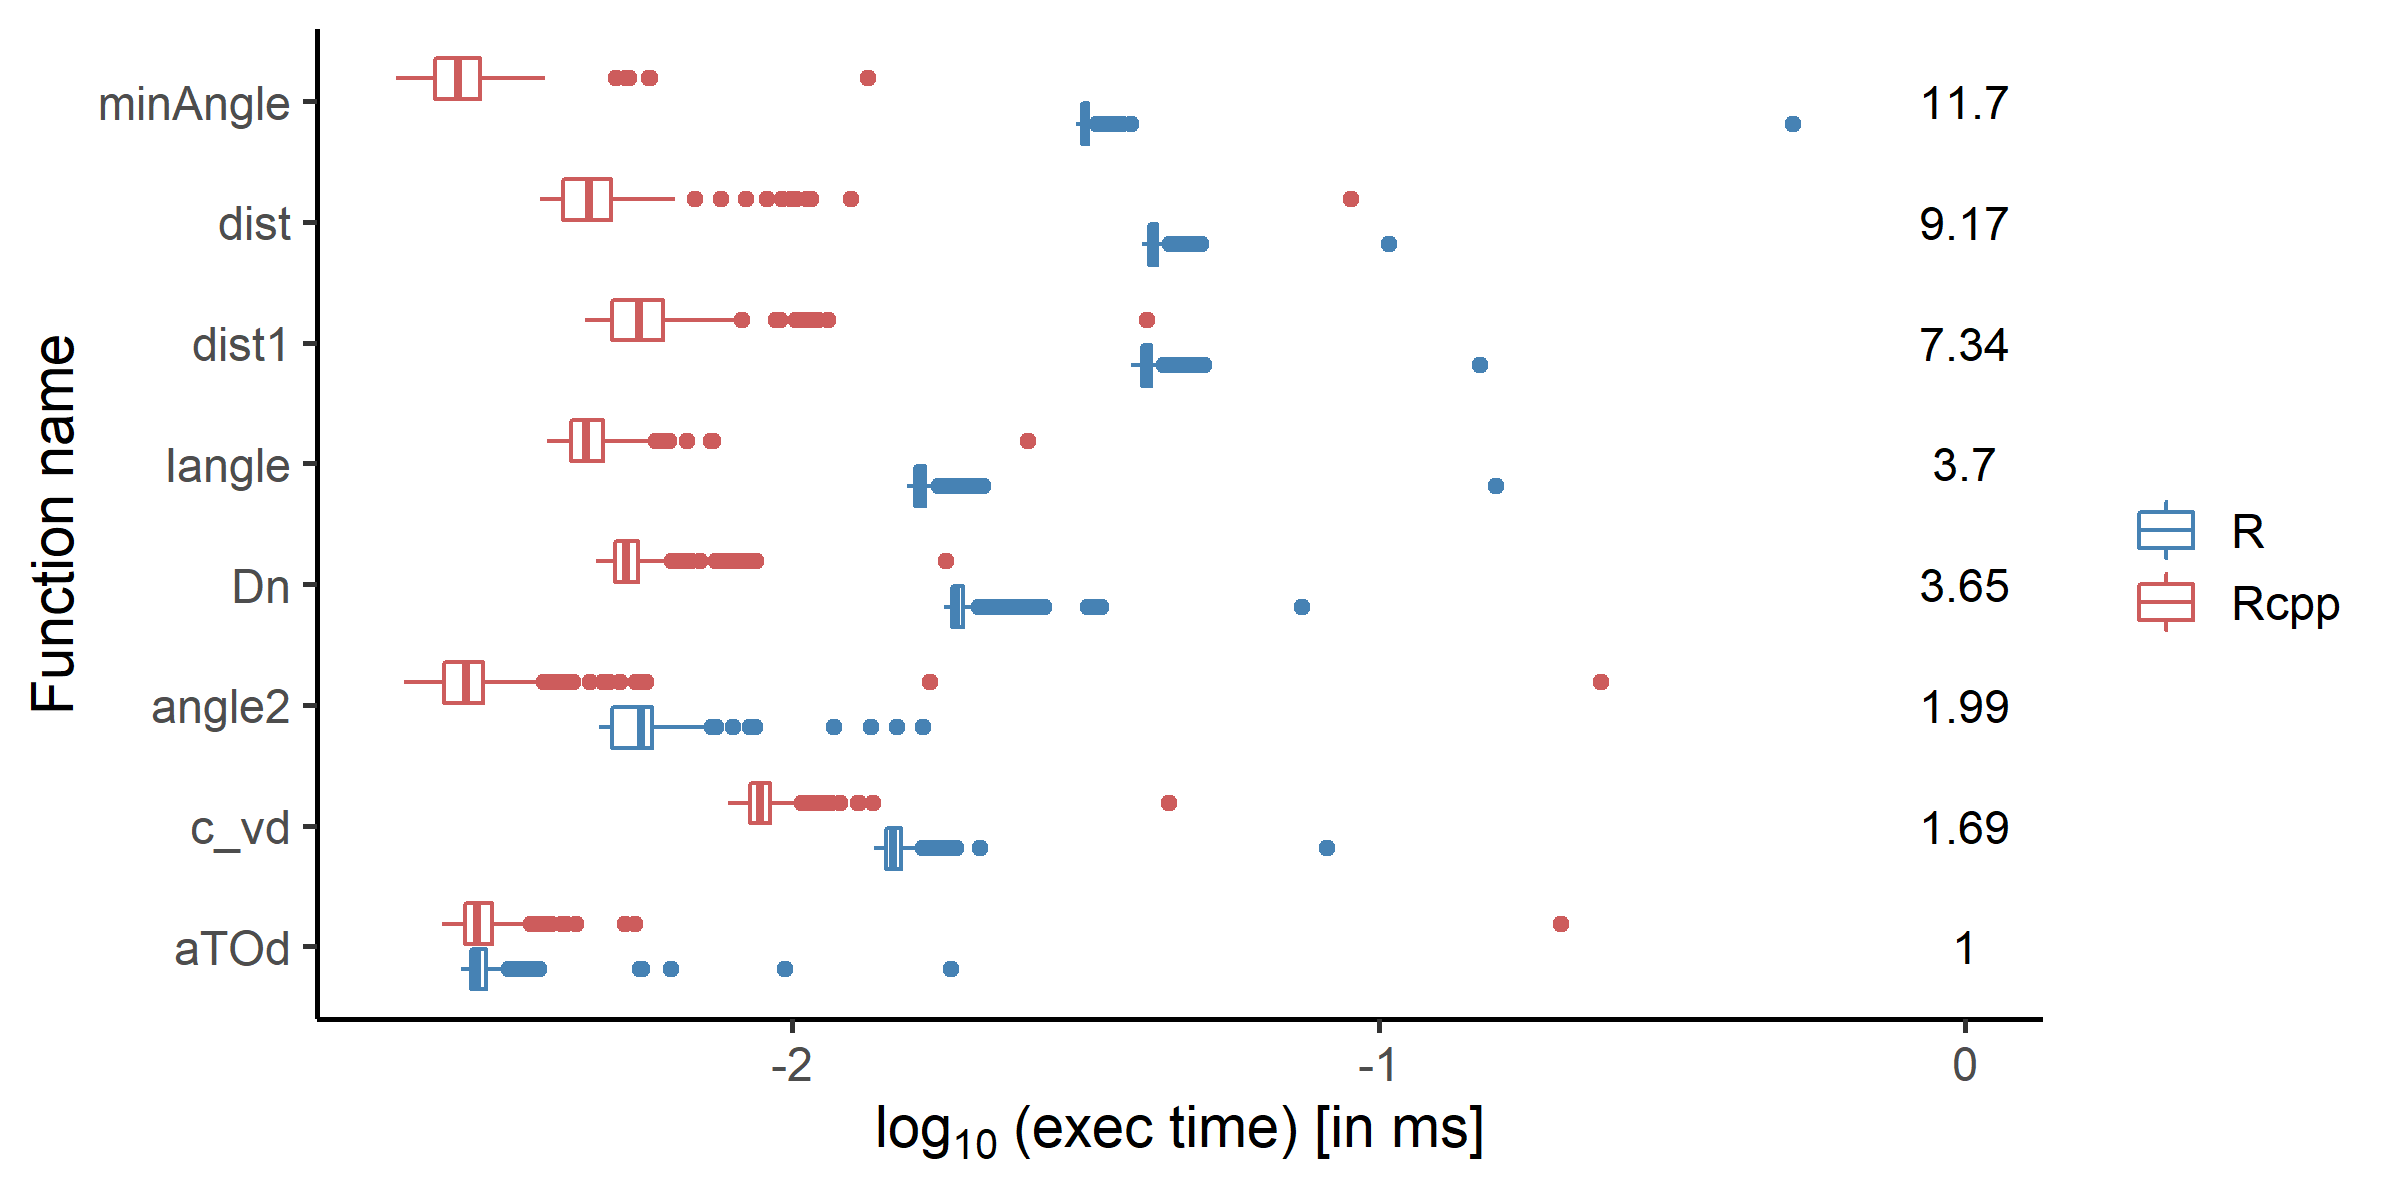 Function name
minAngle 11.7
dist 9.17
dist1 7.34
langle 3.7
Dn 3.65
angle2 1.99
c_vd 1.69
aTOd 1
-2 -1 0
log10 (exec time) [in ms]
R
Rcpp